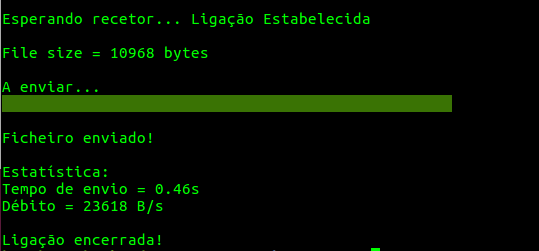 Esperando recetor... Ligação Estabelecida
File size = 10968 bytes
A enviar...
Ficheiro enviado!
Estatística:
Tempo de envio = 0.46s
Débito = 23618 B/s
Ligação encerrada!